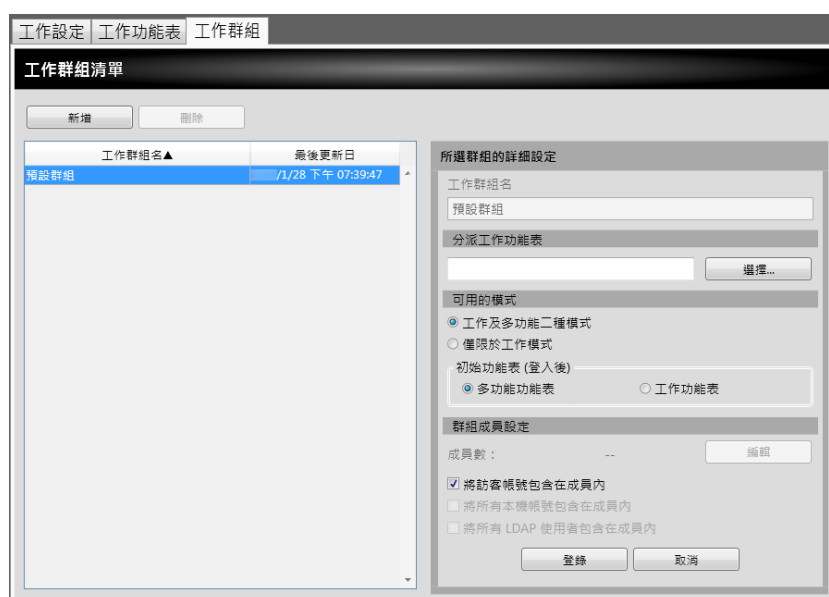 工作設定 工作功能表 工作群組
工作群組清單
新增 刪除
工作群組名▲ 最後更新日
預設群組 /1/28 下午 07:39:47
所選群組的詳細設定
工作群組名
預設群組
分派工作功能表
選擇...
可用的模式
工作及多功能二種模式
僅限於工作模式
初始功能表 (登入後)
多功能功能表 工作功能表
群組成員設定
成員數： -- 編輯
將訪客帳號包含在成員內
將所有本機帳號包含在成員內
將所有 LDAP 使用者包含在成員內
登錄 取消